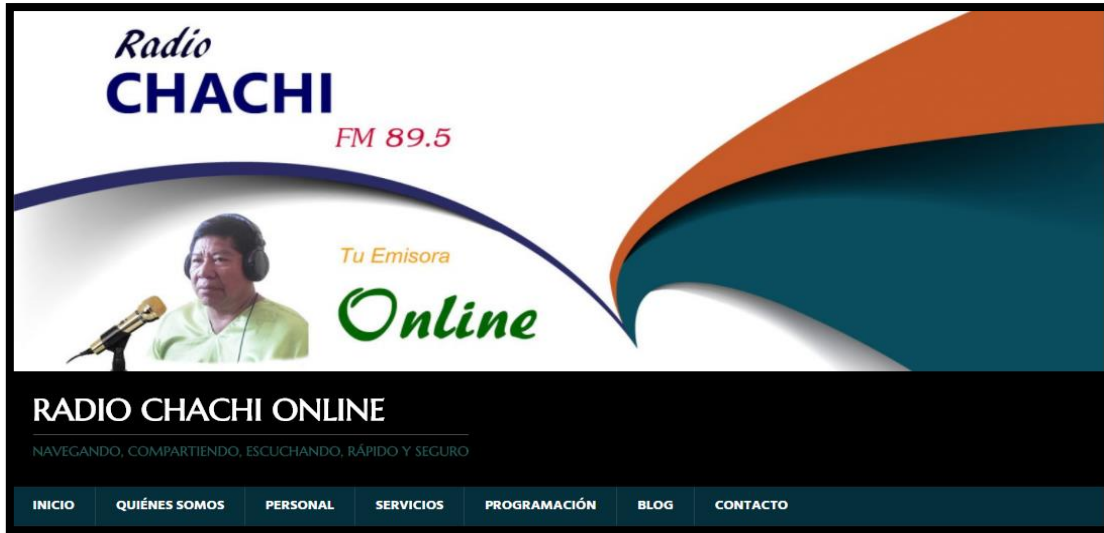 Radio
CHACHI
FM 89.5
Tu Emisora
Online
RADIO CHACHI ONLINE
NAVEGANDO, COMPARTIENDO, ESCUCHANDO, RÁPIDO Y SEGURO
INICIO QUIÉNES SOMOS PERSONAL SERVICIOS PROGRAMACIÓN BLOG CONTACTO